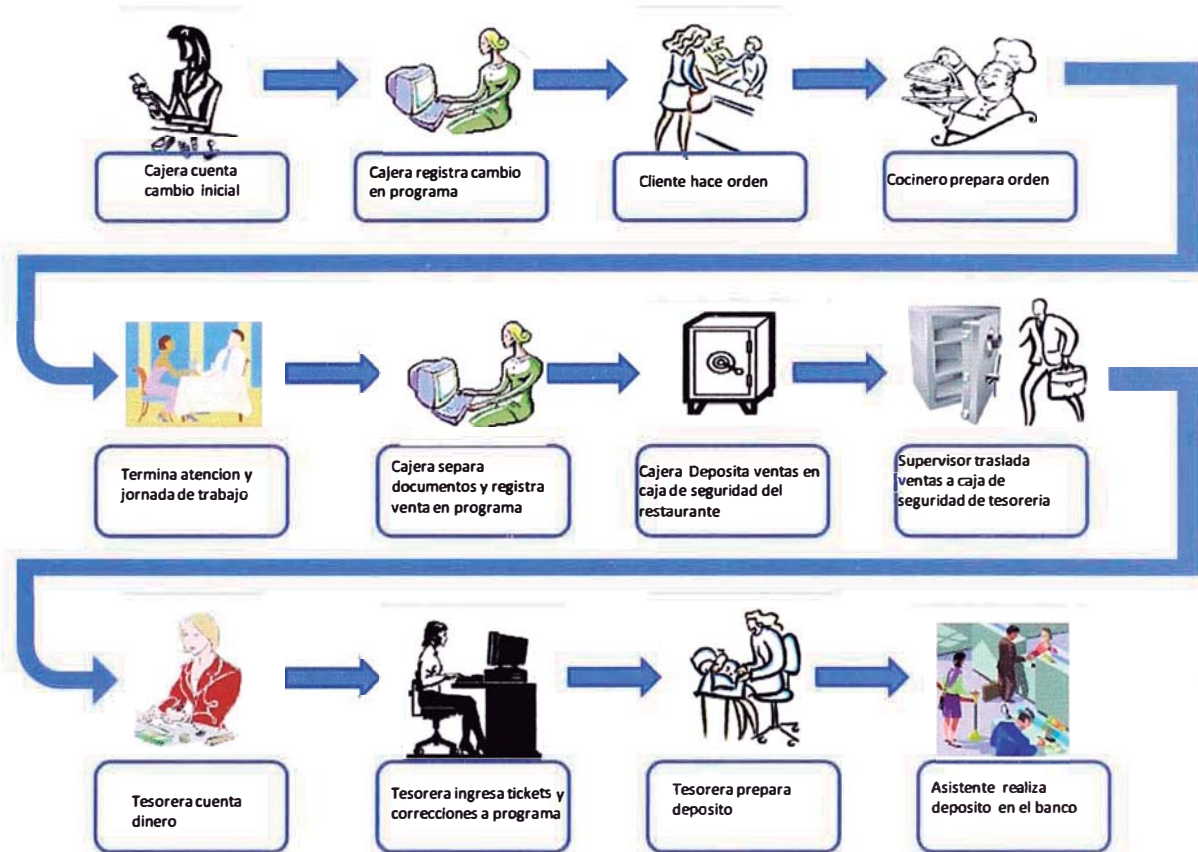 Cajera cuenta
cambio inicial
Cajera registra cambio
en programa
Cliente hace orden
Cocinero prepara orden
Termina atencion y
jornada de trabajo
Cajera separa
documentos y registra
venta en programa
Cajera Deposita ventas en
caja de seguridad del
restaurante
Supervisor traslada
ventas a caja de
seguridad de tesoreria
Tesorera cuenta
dinero
Tesorera ingresa tickets y
correcciones a programa
Tesorera prepara
deposito
Asistente realiza
deposito en el banco